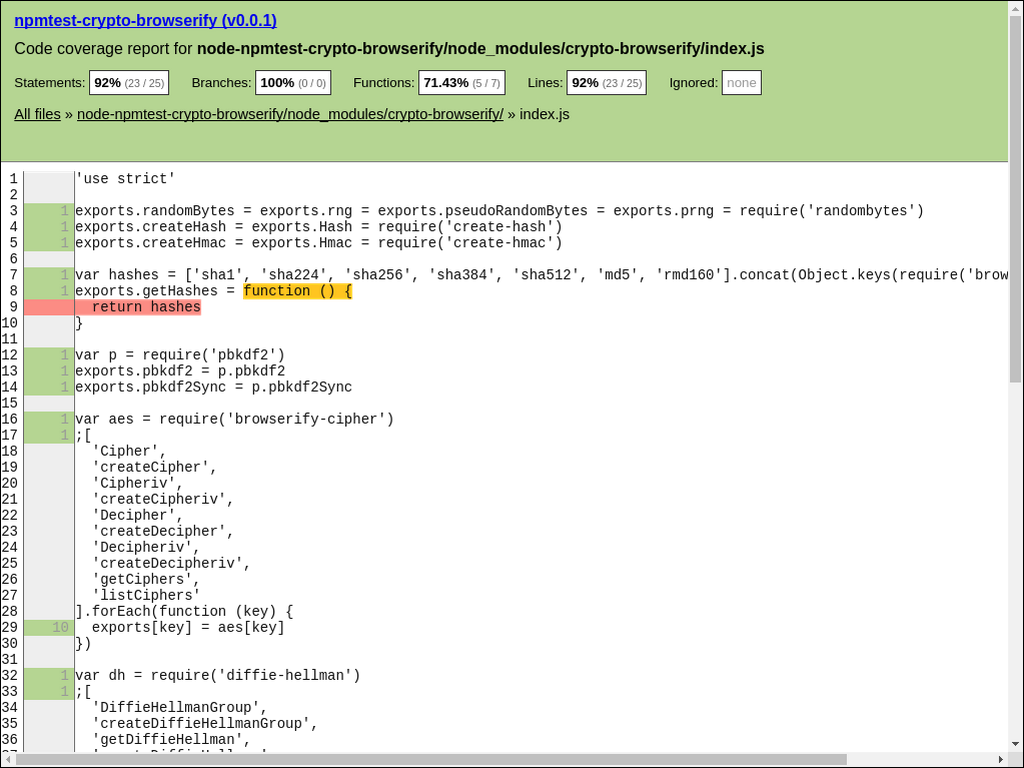 npmtest-crypto-browserify (v0.0.1)
Code coverage report for node-npmtest-crypto-browserify/node_modules/crypto-browserify/index.js
Statements: 92% (23 / 25) Branches: 100% (0 / 0) Functions: 71.43% (5 / 7) Lines: 92% (23 / 25) Ignored: none
All files » node-npmtest-crypto-browserify/node_modules/crypto-browserify/ » index.js
1 'use strict'
2
3 1 exports.randomBytes = exports.rng = exports.pseudoRandomBytes = exports.prng = require('randombytes')
4 1 exports.createHash = exports.Hash = require('create-hash')
5 1 exports.createHmac = exports.Hmac = require('create-hmac')
6
7 1 var hashes = ['sha1', 'sha224', 'sha256', 'sha384', 'sha512', 'md5', 'rmd160'].concat(Object.keys(require('brow
8 1 exports.getHashes = function () {
9 return hashes
10 }
11
12 1 var p = require('pbkdf2')
13 1 exports.pbkdf2 = p.pbkdf2
14 1 exports.pbkdf2Sync = p.pbkdf2Sync
15
16 1 var aes = require('browserify-cipher')
17 1 ;[
18 'Cipher',
19 'createCipher',
20 'Cipheriv',
21 'createCipheriv',
22 'Decipher',
23 'createDecipher',
24 'Decipheriv',
25 'createDecipheriv',
26 'getCiphers',
27 'listCiphers'
28 ].forEach(function (key) {
29 10 exports[key] = aes[key]
30 })
31
32 1 var dh = require('diffie-hellman')
33 1 ;[
34 'DiffieHellmanGroup',
35 'createDiffieHellmanGroup',
36 'getDiffieHellman',